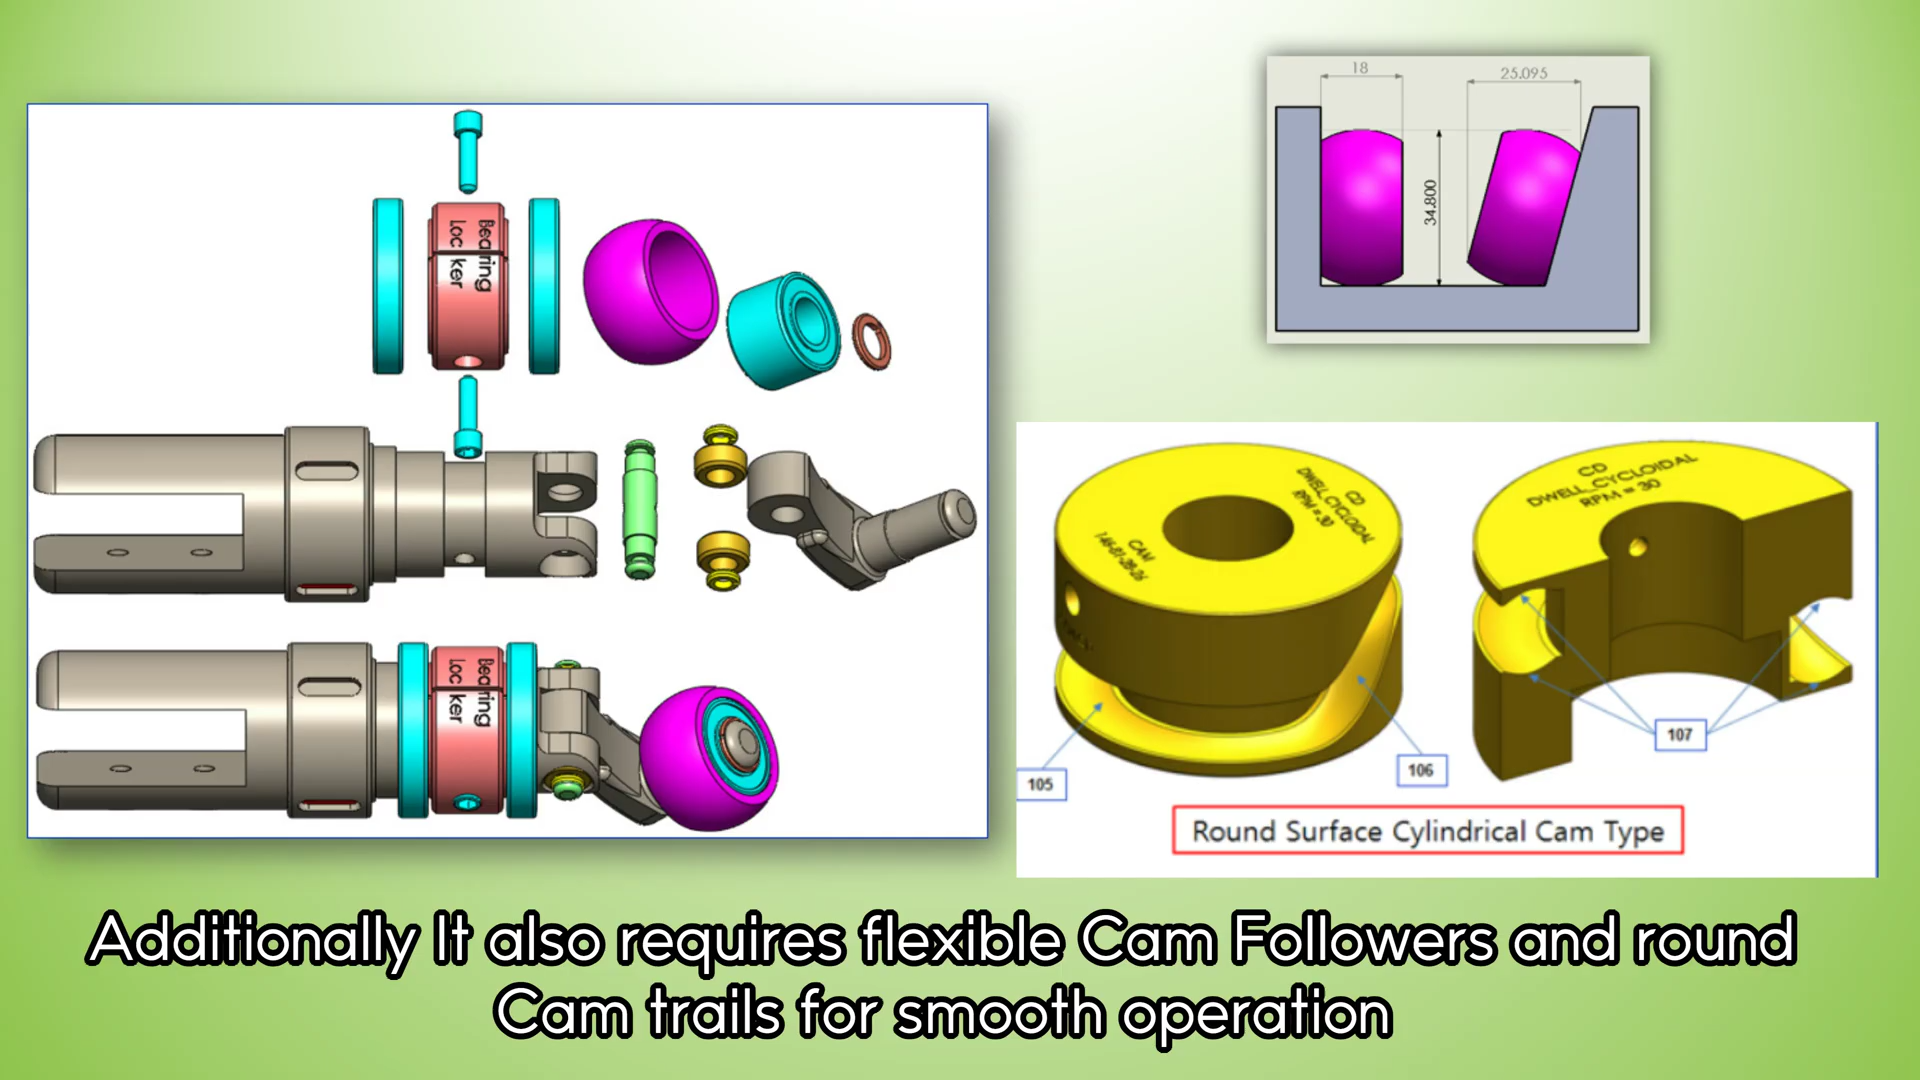 18
25.095
34.800
Bearing
Loc ker
Bearing
Loc ker
CD
DWELL_CYCLOIDAL
RPM = 30
CAM
CD
DWELL_CYCLOIDAL
RPM = 30
105
106
107
Round Surface Cylindrical Cam Type
Additionally It also requires flexible Cam Followers and round
Cam trails for smooth operation